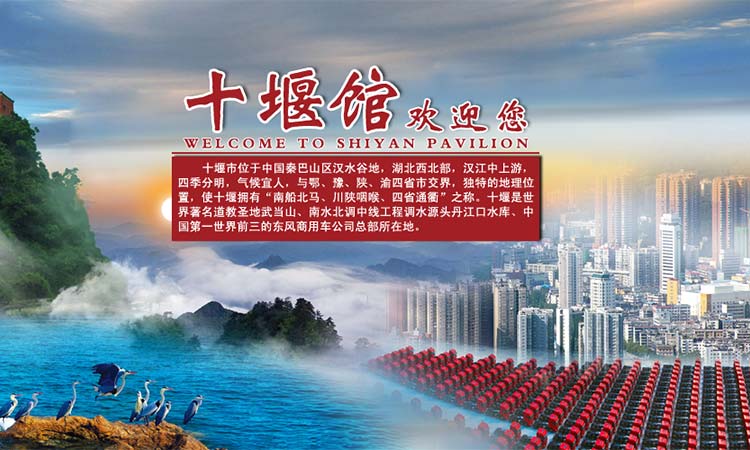 十堰馆欢迎您
WELCOME TO SHIYAN PAVILION
十堰市位于中国秦巴山区汉水谷地，湖北西北部，汉江中上游，
四季分明，气候宜人，与鄂、豫、陕、渝四省市交界，独特的地理位
置，使十堰拥有“南船北马、川陕咽喉、四省通衢”之称。十堰是世
界著名道教圣地武当山、南水北调中线工程调水源头丹江口水库、中
国第一世界前三的东风商用车公司总部所在地。